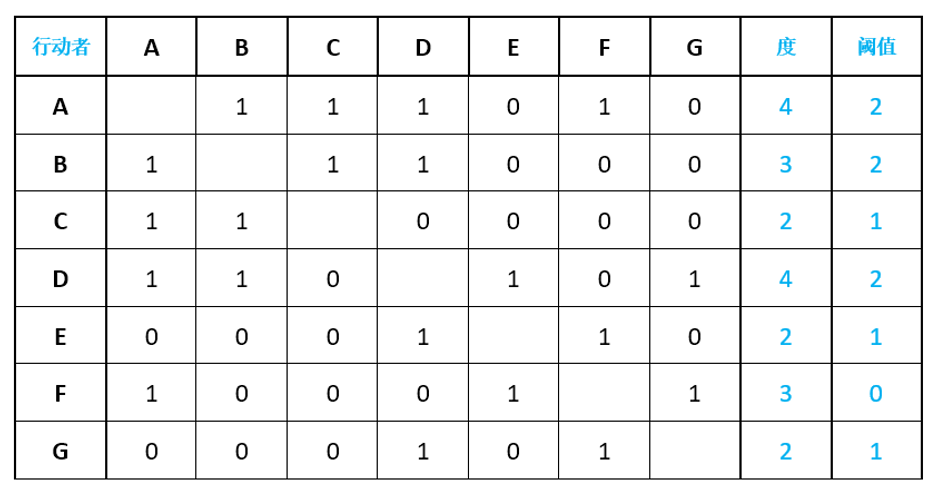 行动者 A B C D E F G 度 阈值
A 1 1 1 0 1 0 4 2
B 1 1 1 0 0 0 3 2
C 1 1 0 0 0 0 2 1
D 1 1 0 1 0 1 4 2
E 0 0 0 1 1 0 2 1
F 1 0 0 0 1 1 3 0
G 0 0 0 1 0 1 2 1